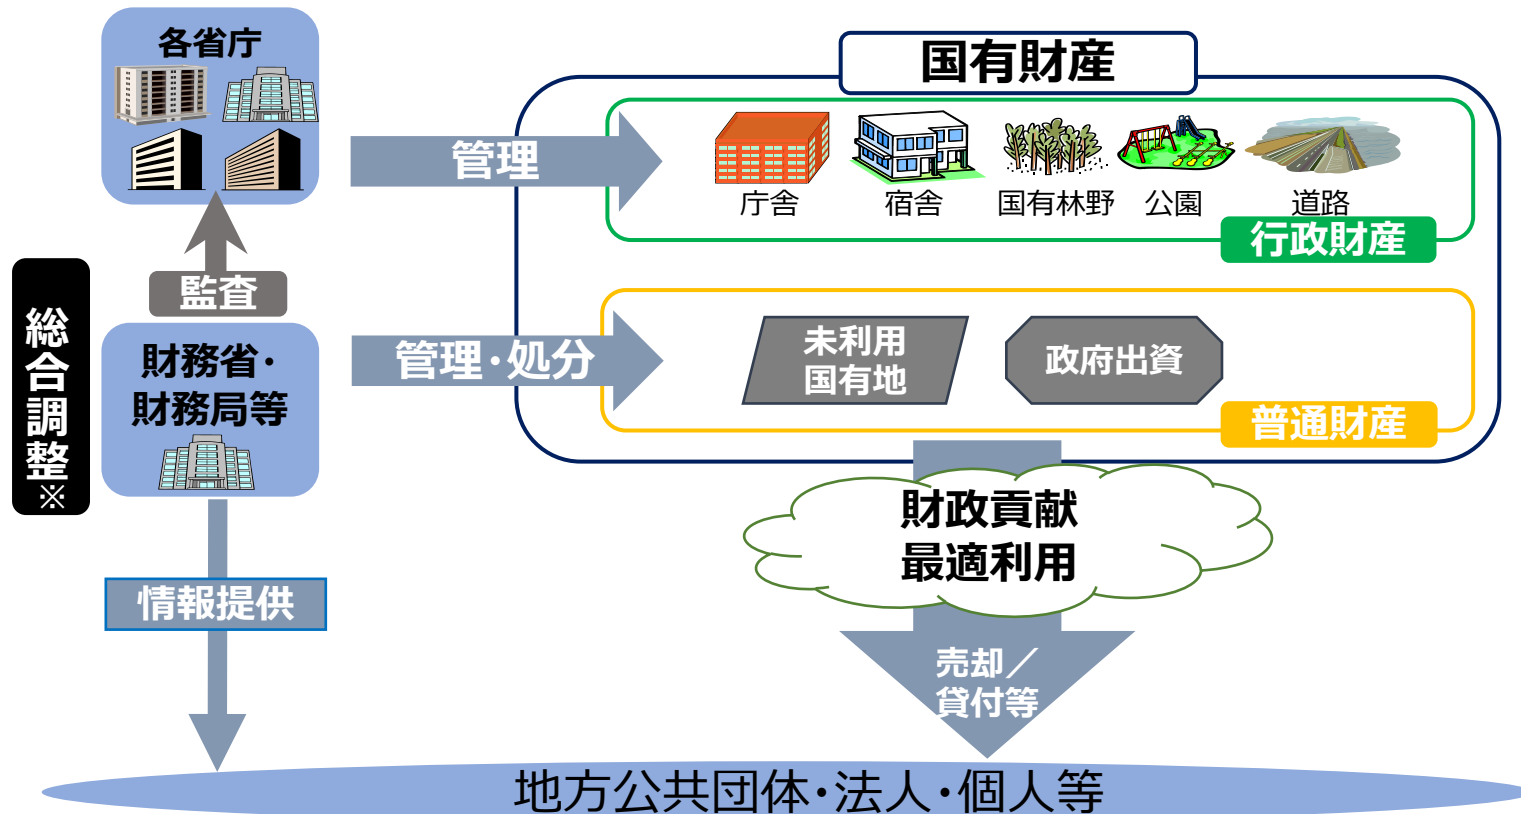 各省庁
国有財産
管理
庁舎
宿舎
国有林野
公園
道路
行政財産
監査
総合調整※
財務省・
財務局等
管理・処分
未利用
国有地
政府出資
普通財産
財政貢献
最適利用
情報提供
売却／
貸付等
地方公共団体・法人・個人等